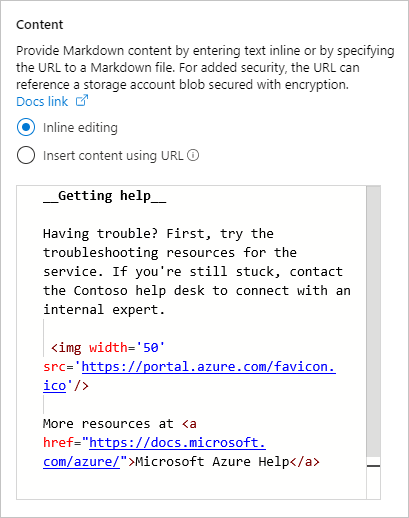 Content
Provide Markdown content by entering text inline or by specifying
the URL to a Markdown file. For added security, the URL can
reference a storage account blob secured with encryption.
Docs link
Inline editing
Insert content using URL
__Getting help__
Having trouble? First, try the
troubleshooting resources for the
service. If you're still stuck, contact
the Contoso help desk to connect with an
internal expert.
<img width='50'
src='https://portal.azure.com/favicon.
ico'/>
More resources at <a
href="https://docs.microsoft.
com/azure/">Microsoft Azure Help</a>